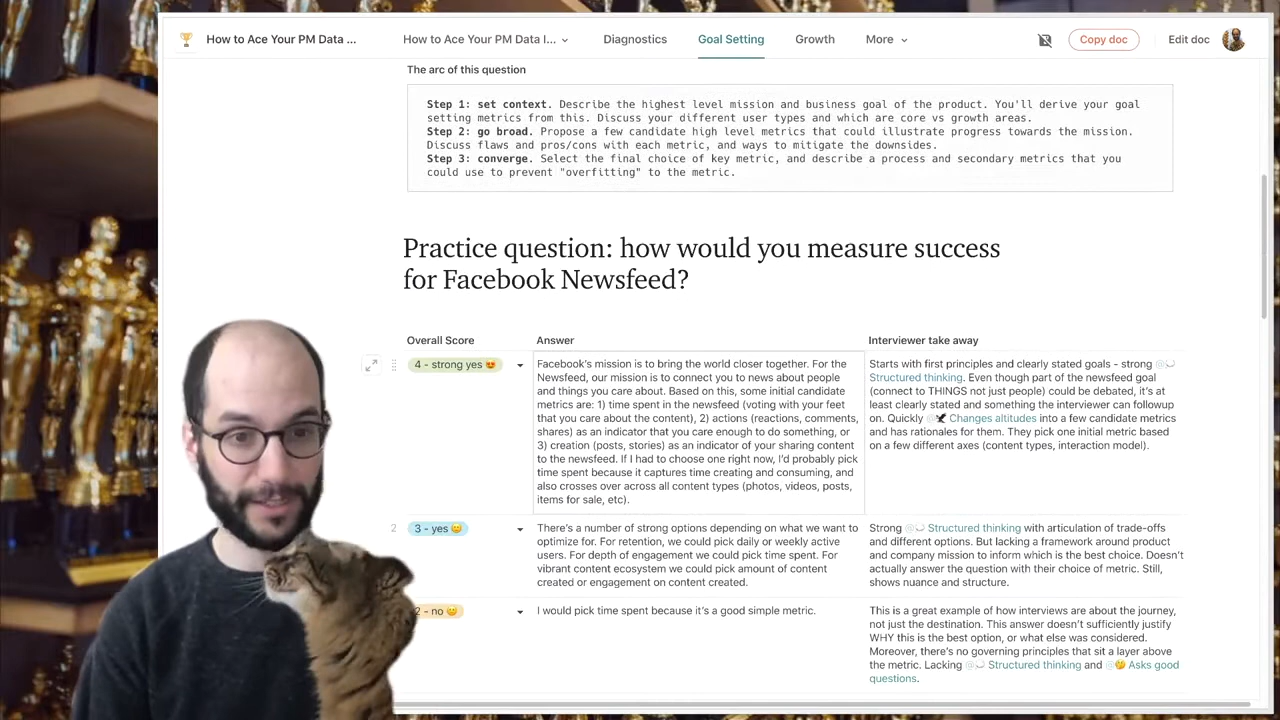 How to Ace Your PM Data ...
How to Ace Your PM Data I...
Diagnostics
Goal Setting
Growth
More
Copy doc
Edit doc
The arc of this question
Step 1: set context. Describe the highest level mission and business goal of the product. You'll derive your goal
setting metrics from this. Discuss your different user types and which are core vs growth areas.
Step 2: go broad. Propose a few candidate high level metrics that could illustrate progress towards the mission.
Discuss flaws and pros/cons with each metric, and ways to mitigate the downsides.
Step 3: converge. Select the final choice of key metric, and describe a process and secondary metrics that you
could use to prevent "overfitting" to the metric.
Practice question: how would you measure success
for Facebook Newsfeed?
Overall Score
Answer
Interviewer take away
4 - strong yes
Facebook's mission is to bring the world closer together. For the
Newsfeed, our mission is to connect you to news about people
and things you care about. Based on this, some initial candidate
metrics are: 1) time spent in the newsfeed (voting with your feet
that you care about the content), 2) actions (reactions, comments,
shares) as an indicator that you care enough to do something, or
3) creation (posts, stories) as an indicator of your sharing content
to the newsfeed. If I had to choose one right now, I'd probably pick
time spent because it captures time creating and consuming, and
also crosses over across all content types (photos, videos, posts,
items for sale, etc).
Starts with first principles and clearly stated goals - strong
Structured thinking. Even though part of the newsfeed goal
(connect to THINGS not just people) could be debated, it's at
least clearly stated and something the interviewer can followup
on. Quickly Changes altitudes into a few candidate metrics
and has rationales for them. They pick one initial metric based
on a few different axes (content types, interaction model).
2
3 - yes
There's a number of strong options depending on what we want to
optimize for. For retention, we could pick daily or weekly active
users. For depth of engagement we could pick time spent. For
vibrant content ecosystem we could pick amount of content
created or engagement on content created.
Strong Structured thinking with articulation of trade-offs
and different options. But lacking a framework around product
and company mission to inform which is the best choice. Doesn't
actually answer the question with their choice of metric. Still,
shows nuance and structure.
2 - no
I would pick time spent because it's a good simple metric.
This is a great example of how interviews are about the journey,
not just the destination. This answer doesn't sufficiently justify
WHY this is the best option, or what else was considered.
Moreover, there's no governing principles that sit a layer above
the metric. Lacking Structured thinking and Asks good
questions.